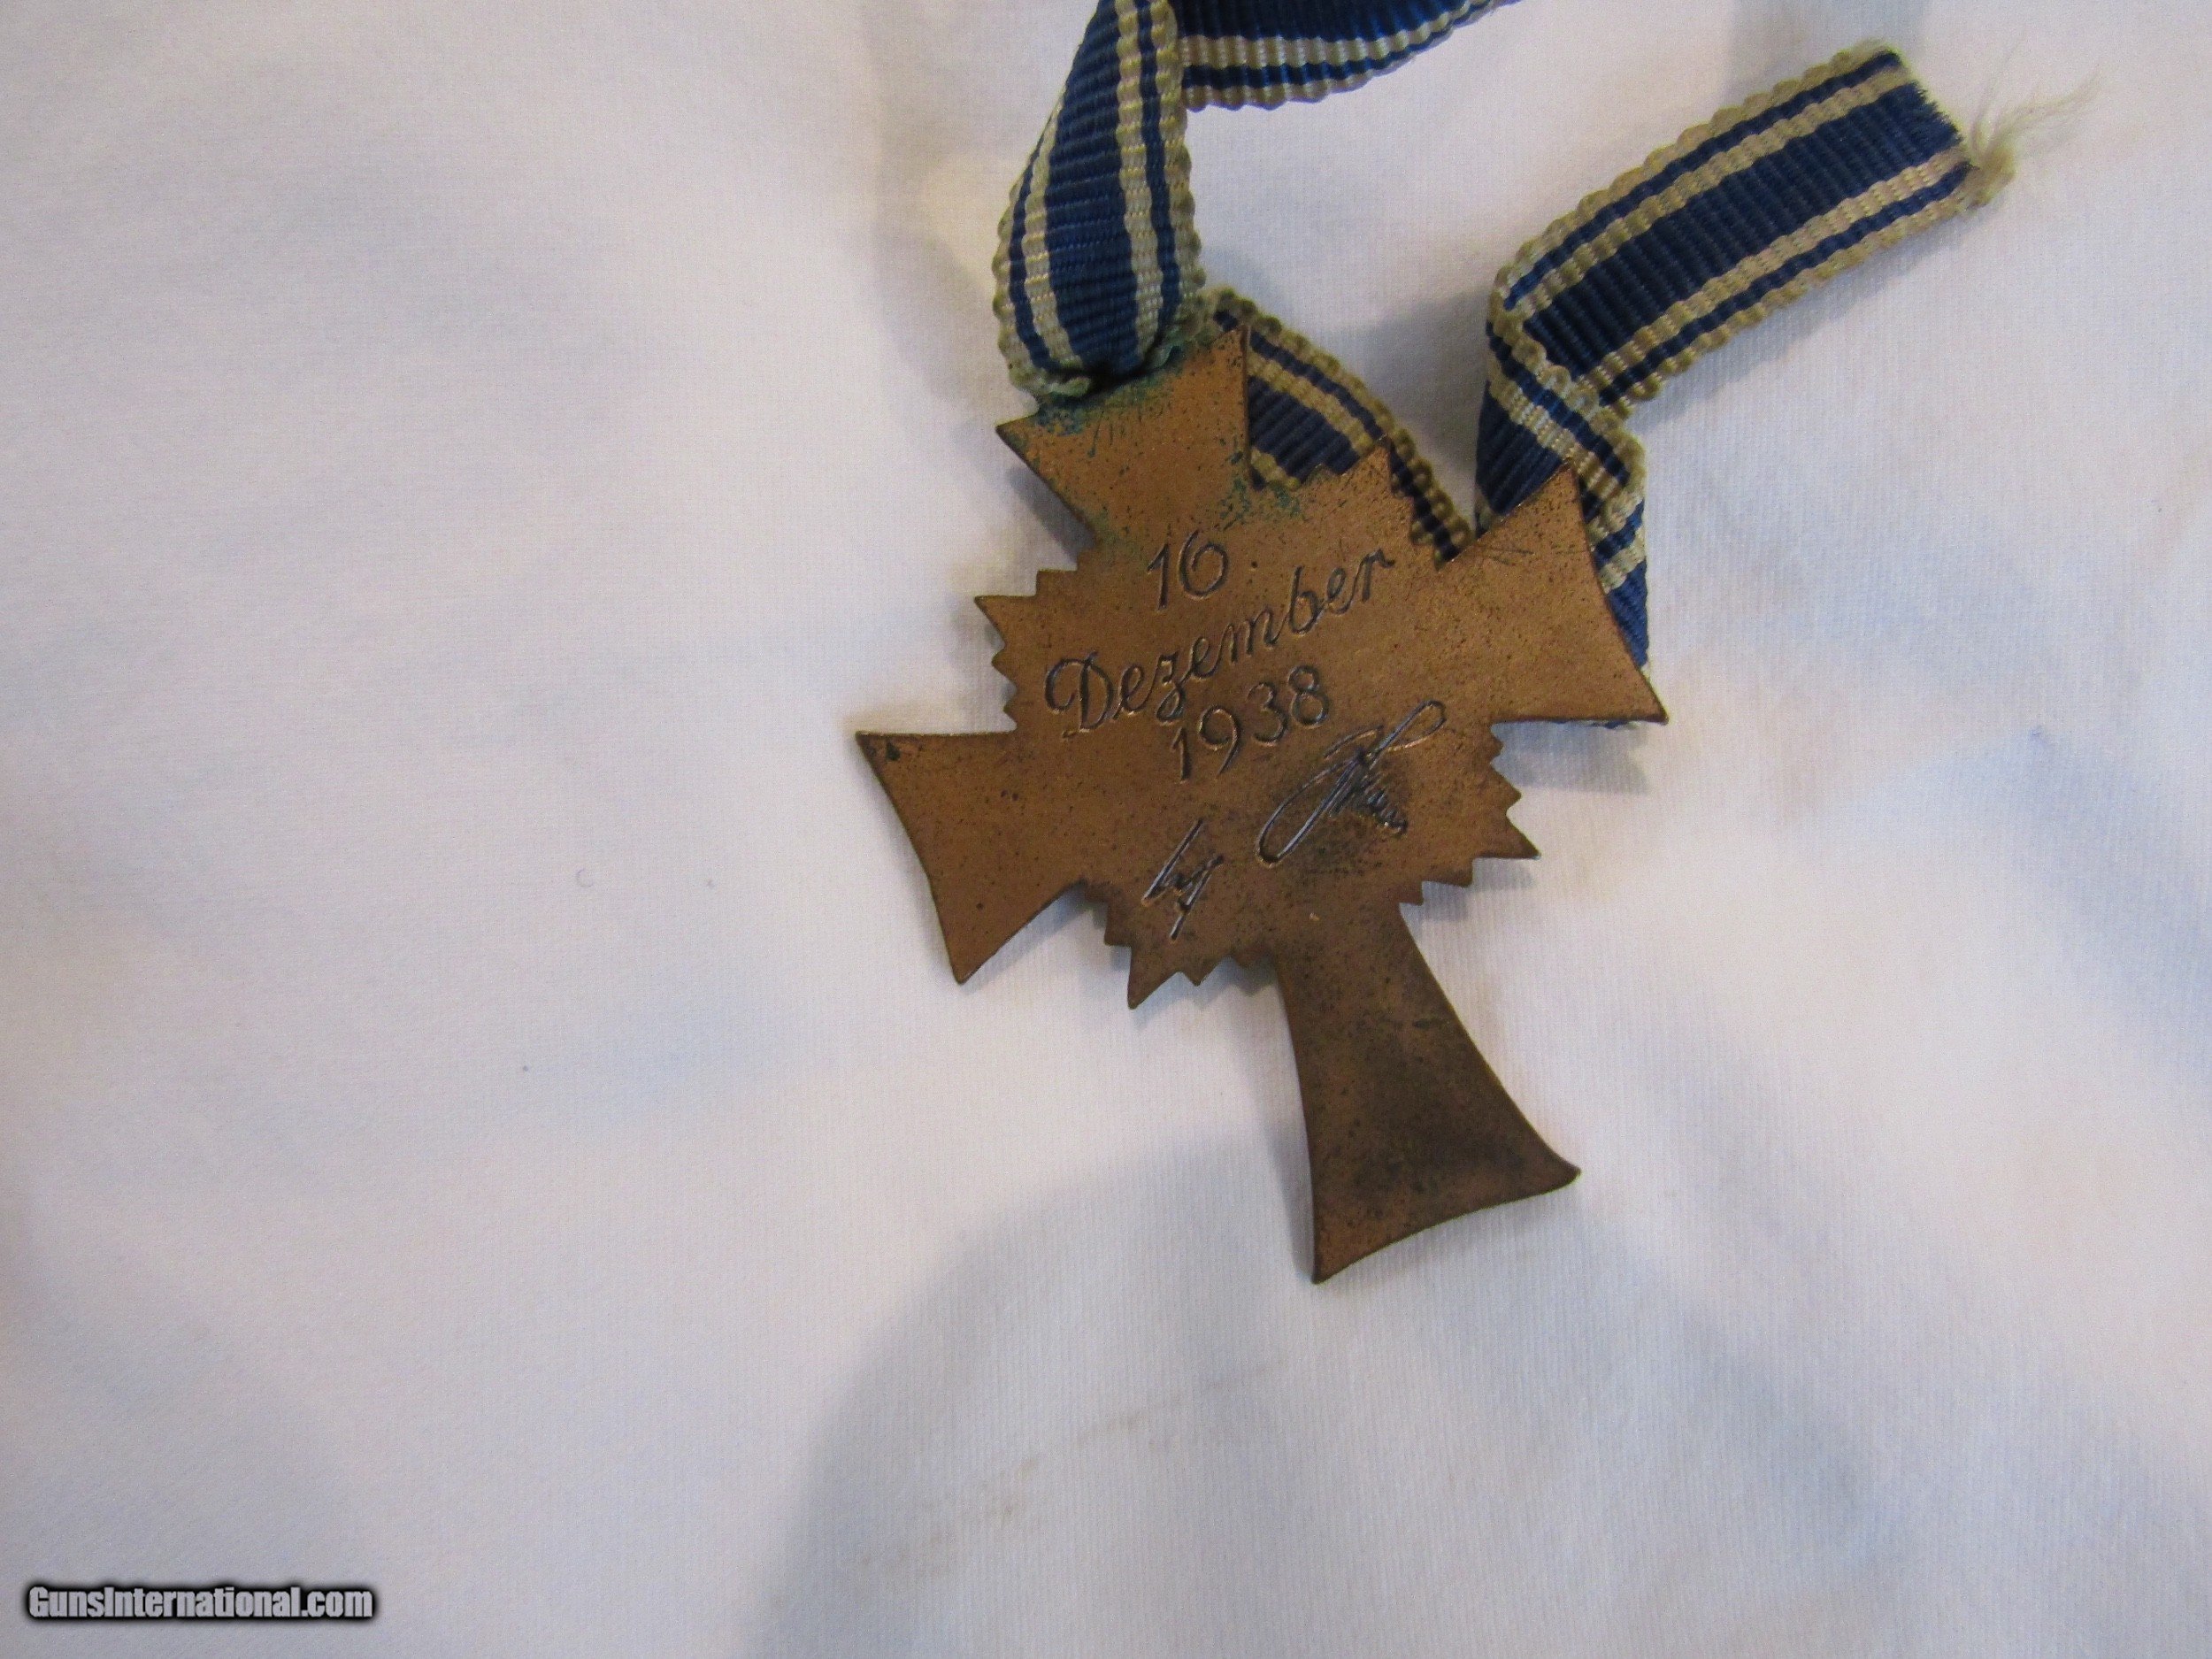 16.
Dezember
1938
GunsInternational.com